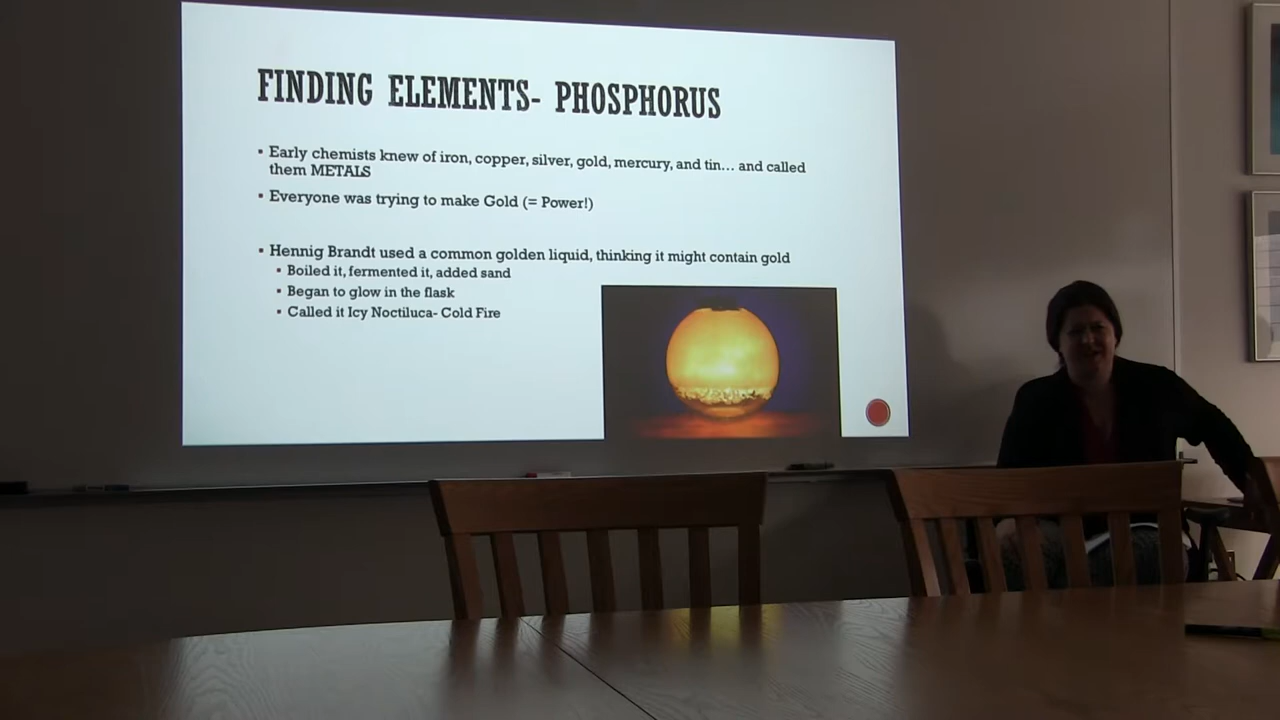 FINDING ELEMENTS- PHOSPHORUS
▪ Early chemists knew of iron, copper, silver, gold, mercury, and tin... and called
them METALS
▪ Everyone was trying to make Gold (= Power!)
▪ Hennig Brandt used a common golden liquid, thinking it might contain gold
▪ Boiled it, fermented it, added sand
▪ Began to glow in the flask
▪ Called it Icy Noctiluca- Cold Fire